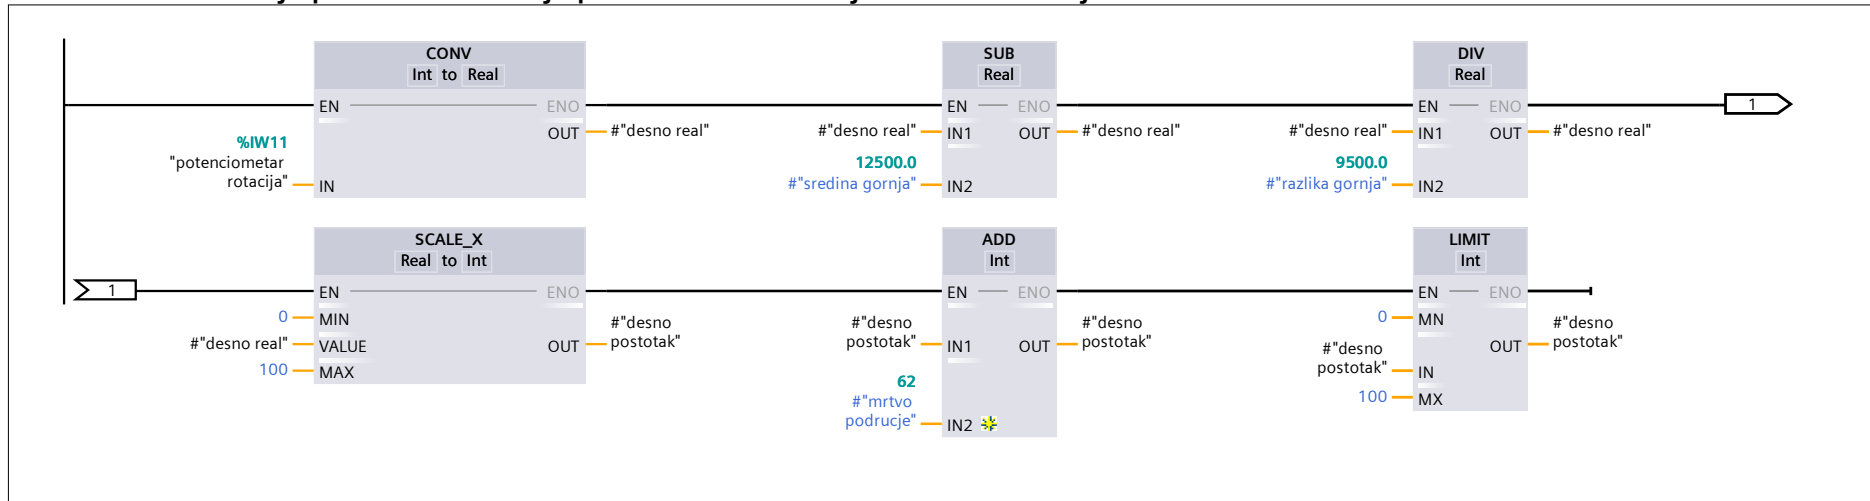 CONV
Int to Real
EN
ENO
OUT
#"desno real"
%IW11
"potenciometar
rotacija"
IN
SUB
Real
EN
ENO
#"desno real"
IN1
OUT
#"desno real"
12500.0
#"sredina gornja"
IN2
DIV
Real
EN
ENO
#"desno real"
IN1
OUT
#"desno real"
9500.0
#"razlika gornja"
IN2
1
1
SCALE_X
Real to Int
EN
ENO
0
MIN
#"desno real"
VALUE
100
MAX
OUT
#"desno
postotak"
ADD
Int
EN
ENO
#"desno
postotak"
IN1
OUT
#"desno
postotak"
62
#"mrtvo
podrucje"
IN2
LIMIT
Int
EN
ENO
0
MN
#"desno
postotak"
IN
100
MX
OUT
#"desno
postotak"